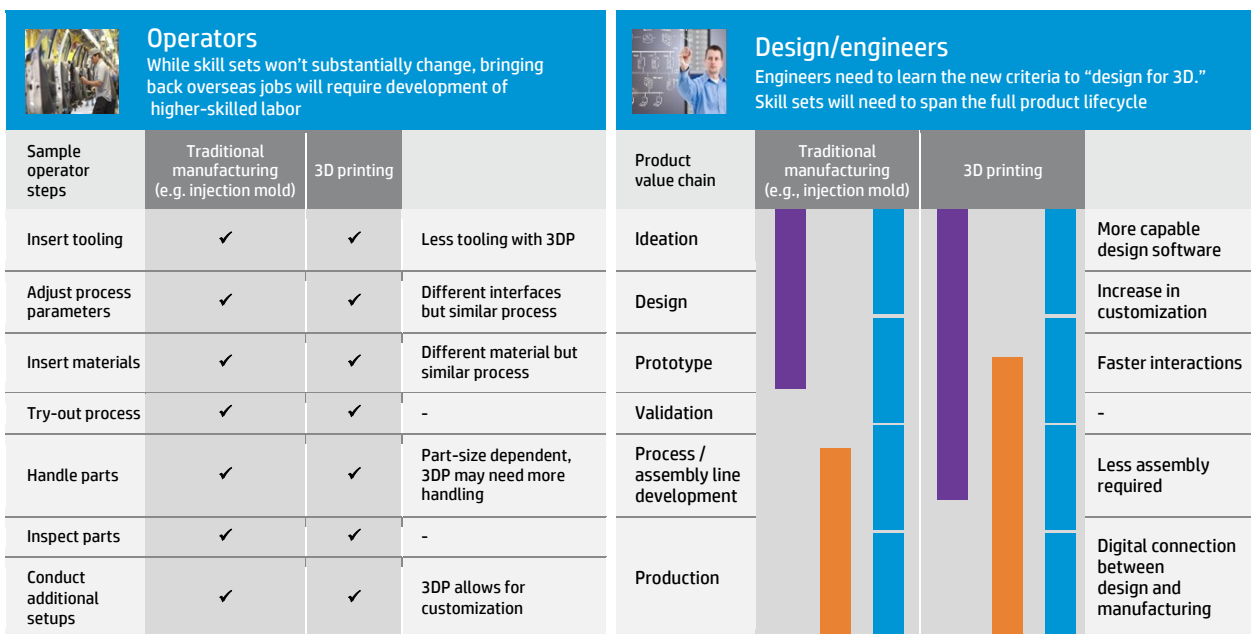 Operators
While skill sets won’t substantially change, bringing
back overseas jobs will require development of
higher-skilled labor
Sample
operator
steps
Traditional
manufacturing
(e.g. injection mold)
3D printing
Insert tooling
✓
✓
Less tooling with 3DP
Adjust process
parameters
✓
✓
Different interfaces
but similar process
Insert materials
✓
✓
Different material but
similar process
Try-out process
✓
✓
-
Handle parts
✓
✓
Part-size dependent,
3DP may need more
handling
Inspect parts
✓
✓
-
Conduct
additional
setups
✓
✓
3DP allows for
customization
Design/engineers
Engineers need to learn the new criteria to “design for 3D.”
Skill sets will need to span the full product lifecycle
Product
value chain
Traditional
manufacturing
(e.g., injection mold)
3D printing
Ideation
More capable
design software
Design
Increase in
customization
Prototype
Faster interactions
Validation
-
Process /
assembly line
development
Less assembly
required
Production
Digital connection
between
design and
manufacturing